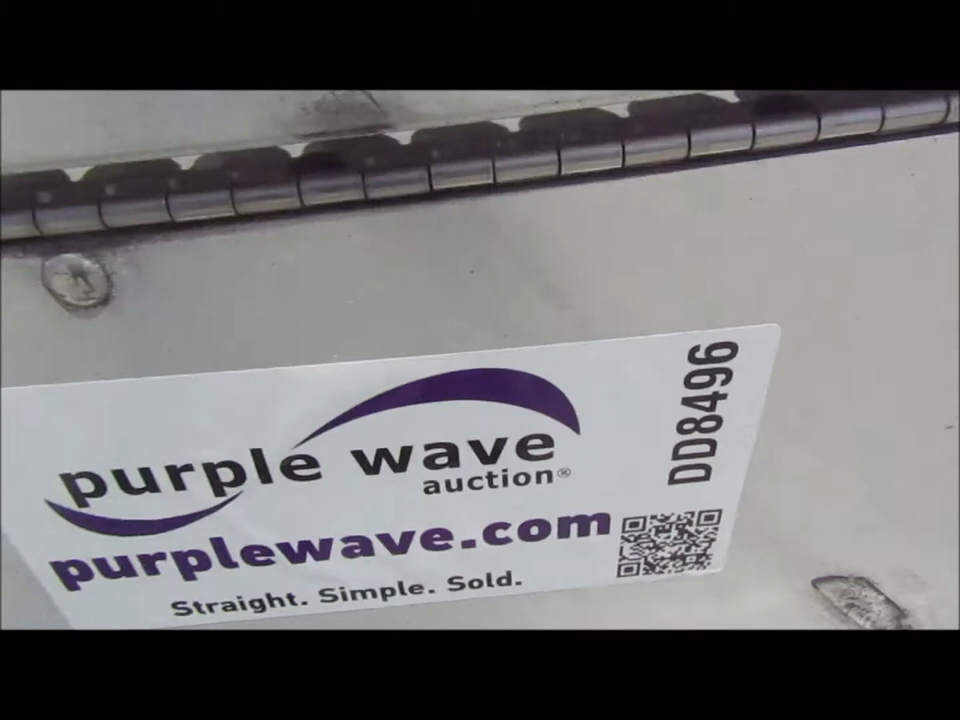 purple wave
auction®
purplewave.com
Straight. Simple. Sold.
DD8496